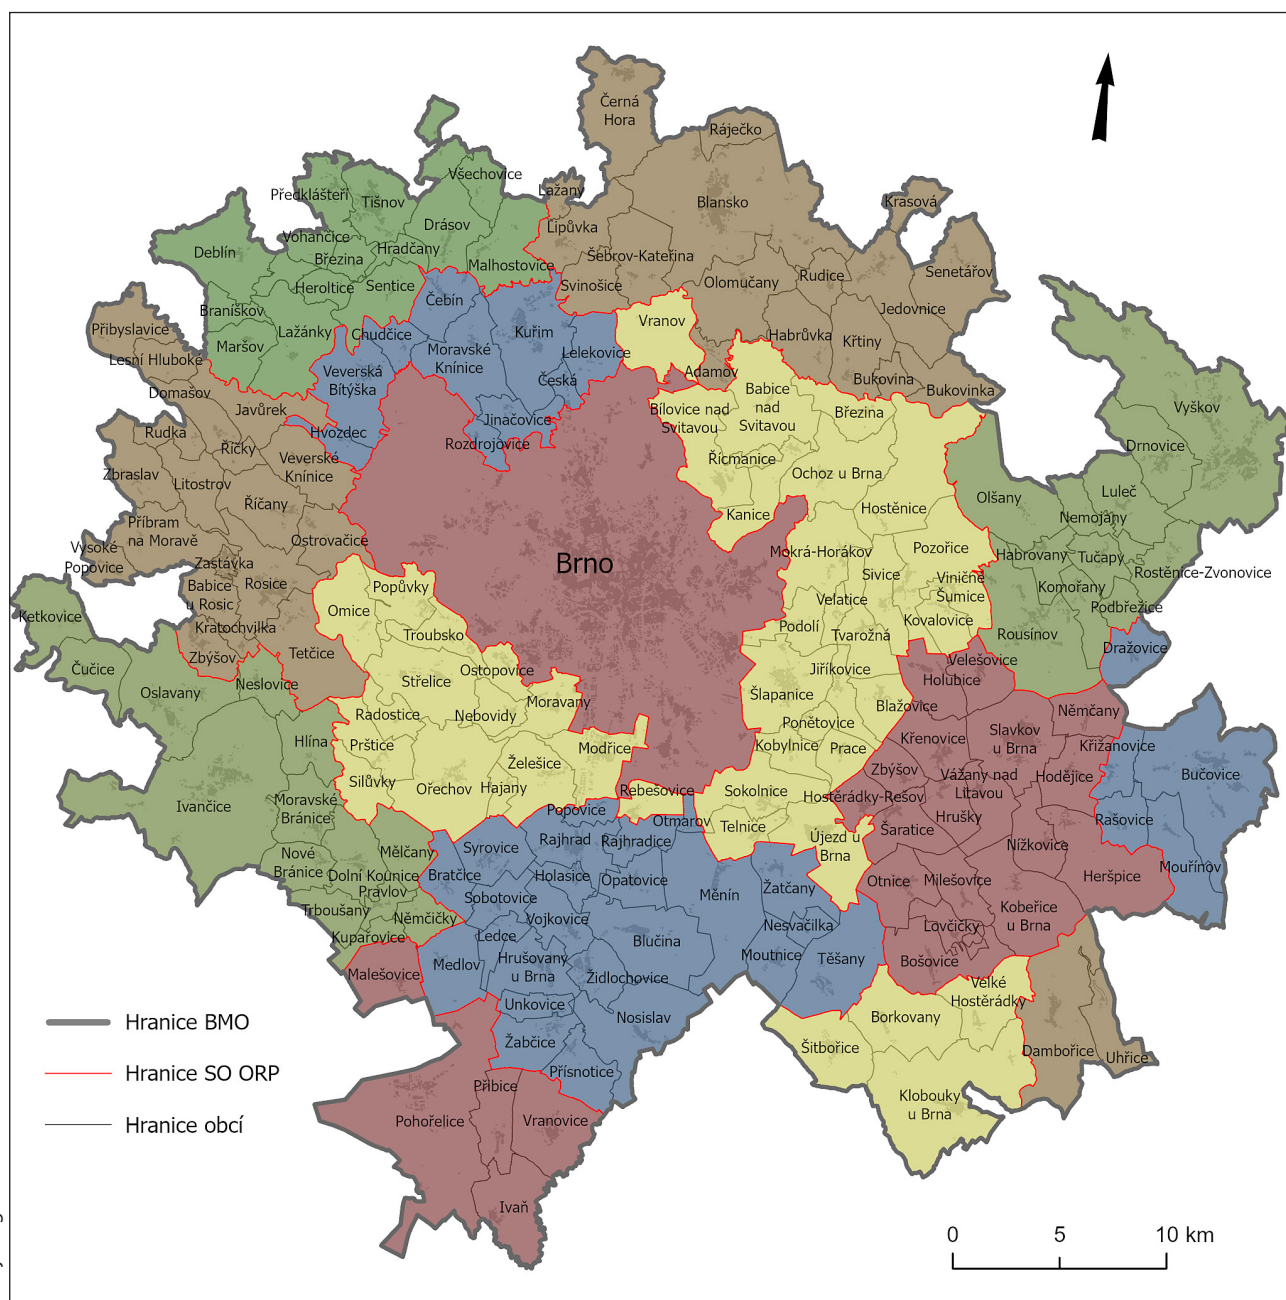 Černá
Hora
Ráječko
Všechovice
Lažany
Předklášteří
Tišnov
Blansko
Krasová
Drásov
Lipůvka
Vohančice
Hradčany
Deblín
Březina
Šebrov-Kateřina
Malhostovice
Senetářov
Rudice
Olomučany
Heroltice
Sentice
Svinošice
Čebín
Jedovnice
Braníškov
Vranov
Přibyslavice
Lažánky
Chudčice
Kuřim
Habrůvka
Křtiny
Maršov
Moravské
Knínice
Lelekovice
Lesní Hluboké
Veverská
Bítýška
Adamov
Česká
Bukovina
Bukovinka
Domašov
Babice
nad
Svitavou
Javůrek
Bílovice nad
Svitavou
Březina
Vyškov
Jinačovice
Rudka
Hvozdec
Rozdrojovice
Říčky
Drnovice
Veverské
Knínice
Řícmanice
Zbraslav
Litostrov
Ochoz u Brna
Olšany
Luleč
Říčany
Hostěnice
Kanice
Nemojany
Příbram
na Moravě
Ostrovačice
Vysoké
Popovice
Mokrá-Horákov
Pozořice
Habrovany
Tučapy
Zastávka
Brno
Rostěnice-Zvonovice
Babice
u Rosic
Rosice
Sivice
Viničné
Šumice
Komořany
Popůvky
Omice
Velatice
Podbřežice
Ketkovice
Kratochvilka
Podolí
Kovalovice
Troubsko
Tvarožná
Rousínov
Dražovice
Zbýšov
Tetčice
Čučice
Ostopovice
Jiříkovice
Velešovice
Oslavany
Neslovice
Střelice
Holubice
Moravany
Šlapanice
Radostice
Nebovidy
Blažovice
Němčany
Ponětovice
Hlína
Prštice
Modřice
Kobylnice
Prace
Křenovice
Slavkov
u Brna
Křižanovice
Želešice
Zbýšov
Vážany nad
Litavou
Hodějice
Bučovice
Silůvky
Ořechov
Hajany
Rebešovice
Sokolnice
Hostěrádky-Rešov
Ivančice
Moravské
Bránice
Popovice
Otmarov
Telnice
Hrušky
Rašovice
Šaratice
Rajhrad
Rajhradice
Újezd u
Brna
Nížkovice
Syrovice
Mělčany
Nové
Bránice
Mouřínov
Dolní Kounice
Bratčice
Holasice
Opatovice
Otnice
Milešovice
Heršpice
Pravlov
Měnín
Žatčany
Sobotovice
Trboušany
Němčičky
Vojkovice
Kobeřice
u Brna
Nesvačilka
Lovčičky
Kupařovice
Ledce
Blučina
Moutnice
Těšany
Bošovice
Malešovice
Medlov
Hrušovany
u Brna
Židlochovice
Velké
Hostěrádky
Unkovice
Nosislav
Borkovany
Hranice BMO
Žabčice
Šitbořice
Dambořice
Uhřice
Přísnotice
Hranice SO ORP
Přibice
Klobouky
u Brna
Pohořelice
Vranovice
Hranice obcí
Ivaň
0 5 10 km